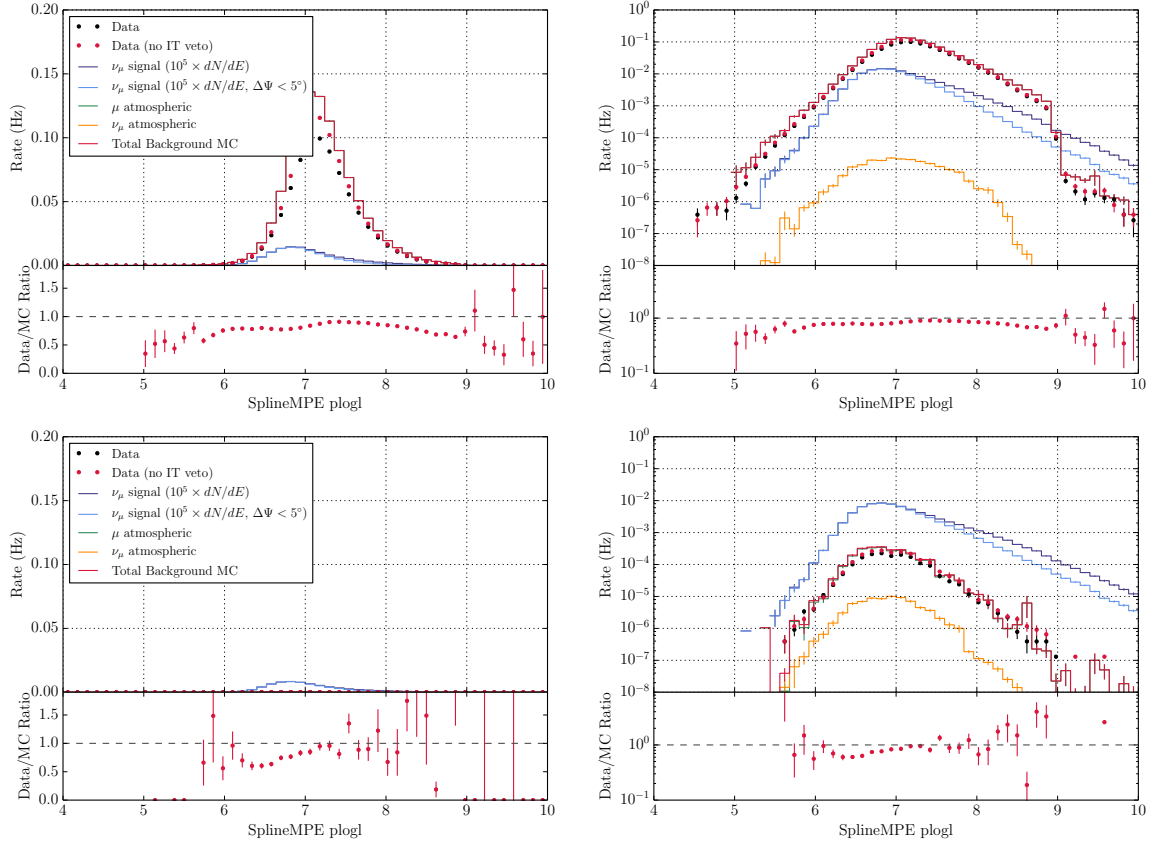 0.20
0.15
0.10
0.05
0.00
Rate (Hz)
Data
Data (no IT veto)
νμ signal (10⁵ × dN/dE)
νμ signal (10⁵ × dN/dE, ΔΨ < 5°)
μ atmospheric
νμ atmospheric
Total Background MC
1.5
1.0
0.5
0.0
Data/MC Ratio
4 5 6 7 8 9 10
SplineMPE plogl
10⁰
10⁻¹
10⁻²
10⁻³
10⁻⁴
10⁻⁵
10⁻⁶
10⁻⁷
10⁻⁸
Rate (Hz)
10⁰
10⁻¹
Data/MC Ratio
4 5 6 7 8 9 10
SplineMPE plogl
0.20
0.15
0.10
0.05
0.00
Rate (Hz)
Data
Data (no IT veto)
νμ signal (10⁵ × dN/dE)
νμ signal (10⁵ × dN/dE, ΔΨ < 5°)
μ atmospheric
νμ atmospheric
Total Background MC
1.5
1.0
0.5
0.0
Data/MC Ratio
4 5 6 7 8 9 10
SplineMPE plogl
10⁰
10⁻¹
10⁻²
10⁻³
10⁻⁴
10⁻⁵
10⁻⁶
10⁻⁷
10⁻⁸
Rate (Hz)
10⁰
10⁻¹
Data/MC Ratio
4 5 6 7 8 9 10
SplineMPE plogl